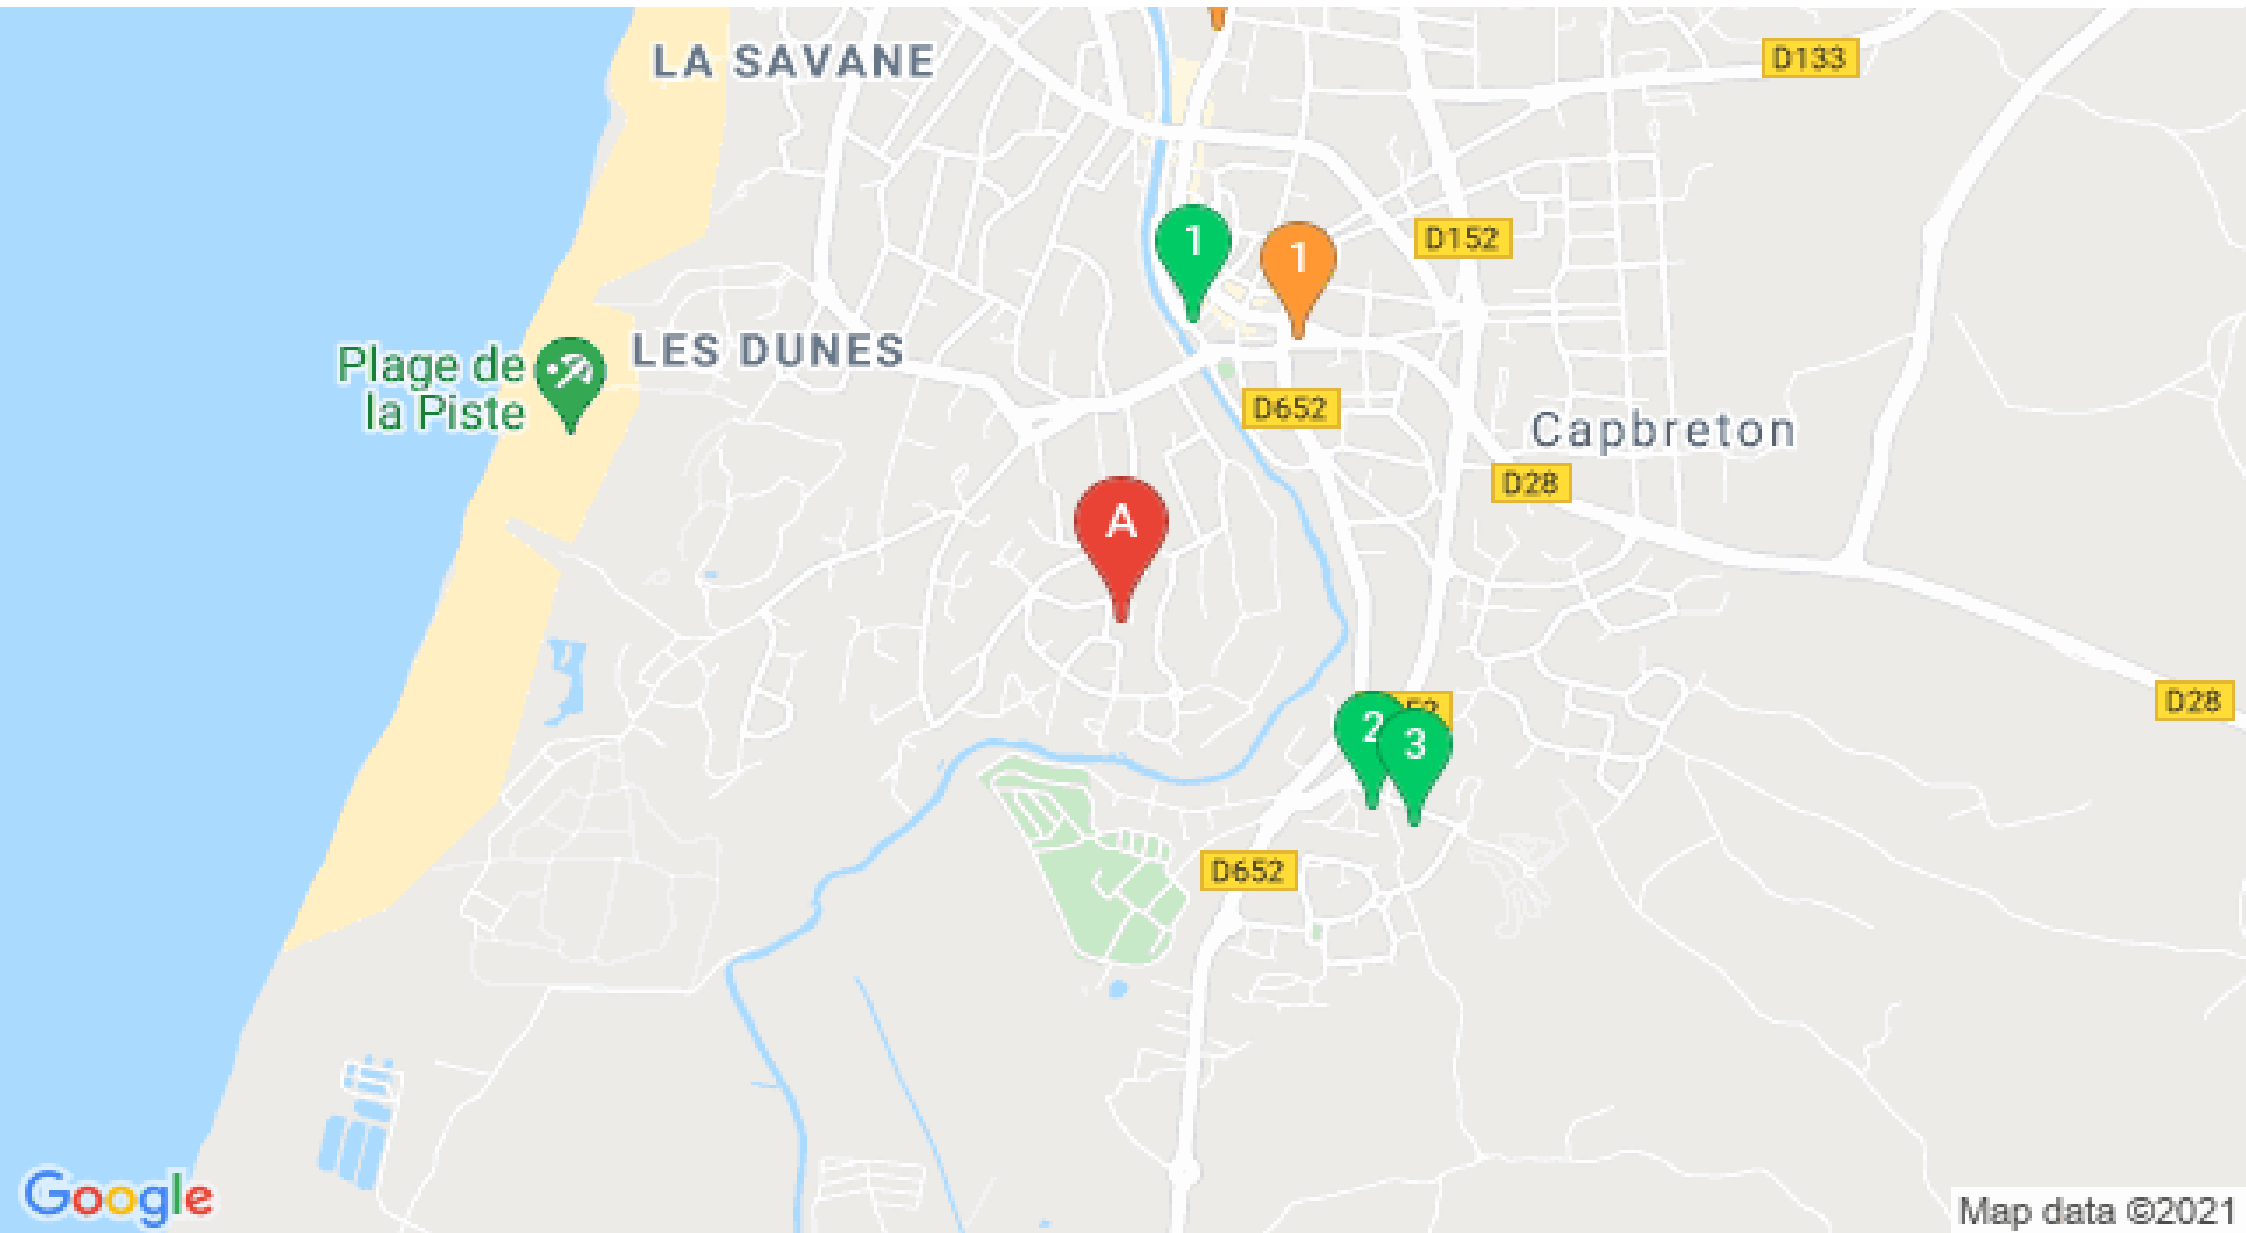 LA SAVANE
D133
1
1
D152
LES DUNES
Plage de
la Piste
D652
Capbreton
D28
A
D28
2
3
D652
Google
Map data ©2021